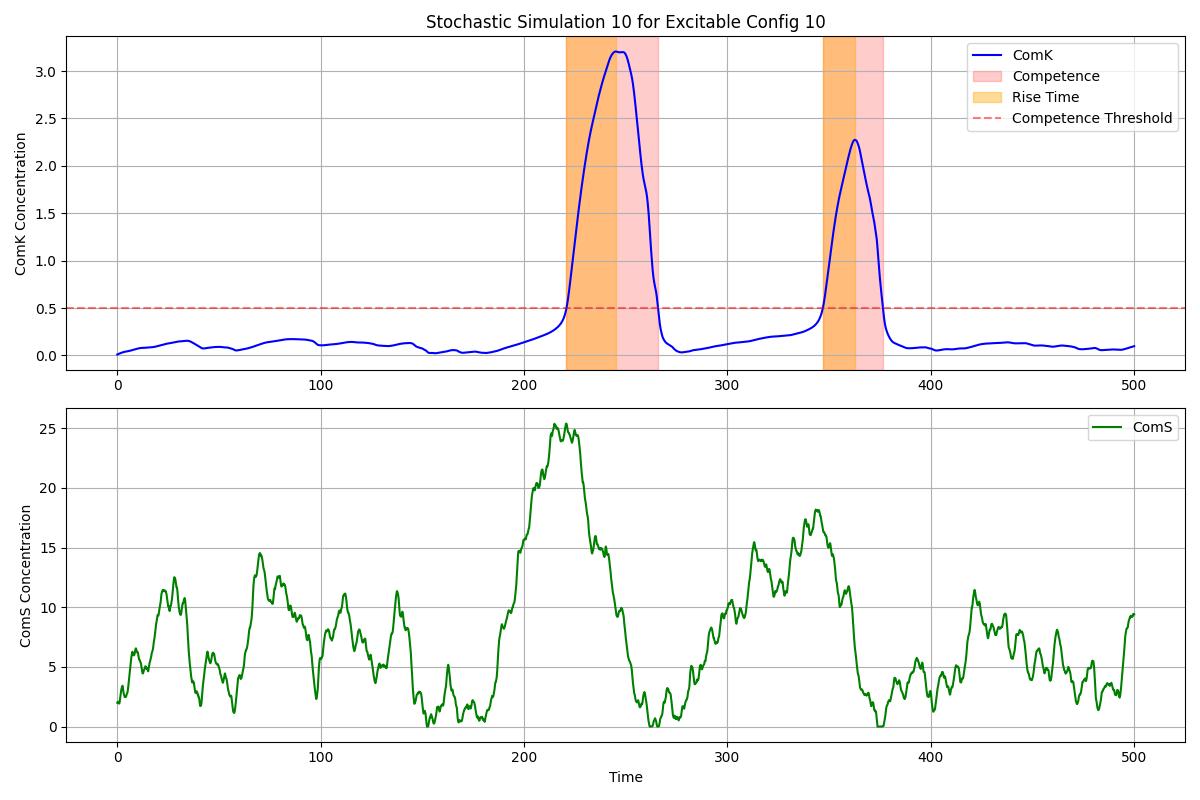 Stochastic Simulation 10 for Excitable Config 10
ComK Concentration
3.0
2.5
2.0
1.5
1.0
0.5
0.0
ComK
Competence
Rise Time
Competence Threshold
0 100 200 300 400 500
ComS Concentration
25
20
15
10
5
0
ComS
0 100 200 300 400 500
Time